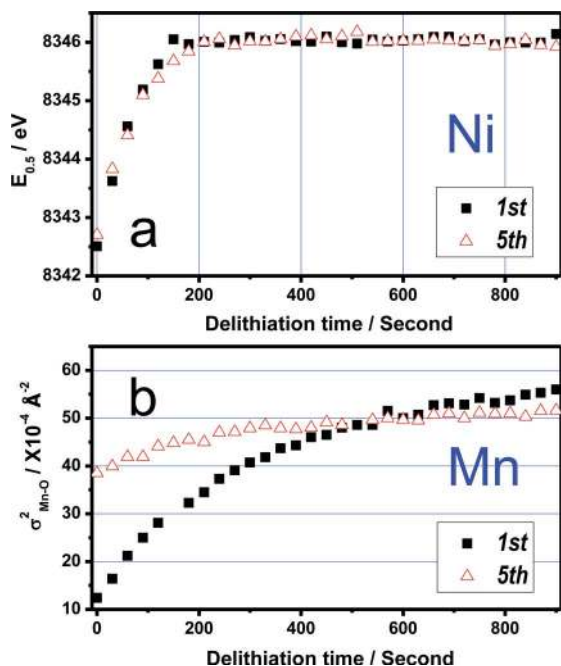 8346
8345
8344
8343
8342
E0.5 / eV
Ni
a
1st
5th
0 200 400 600 800
Delithiation time / Second
60
50
40
30
20
10
σ²Mn-O / X10⁻⁴ Å⁻²
b
Mn
1st
5th
0 200 400 600 800
Delithiation time / Second